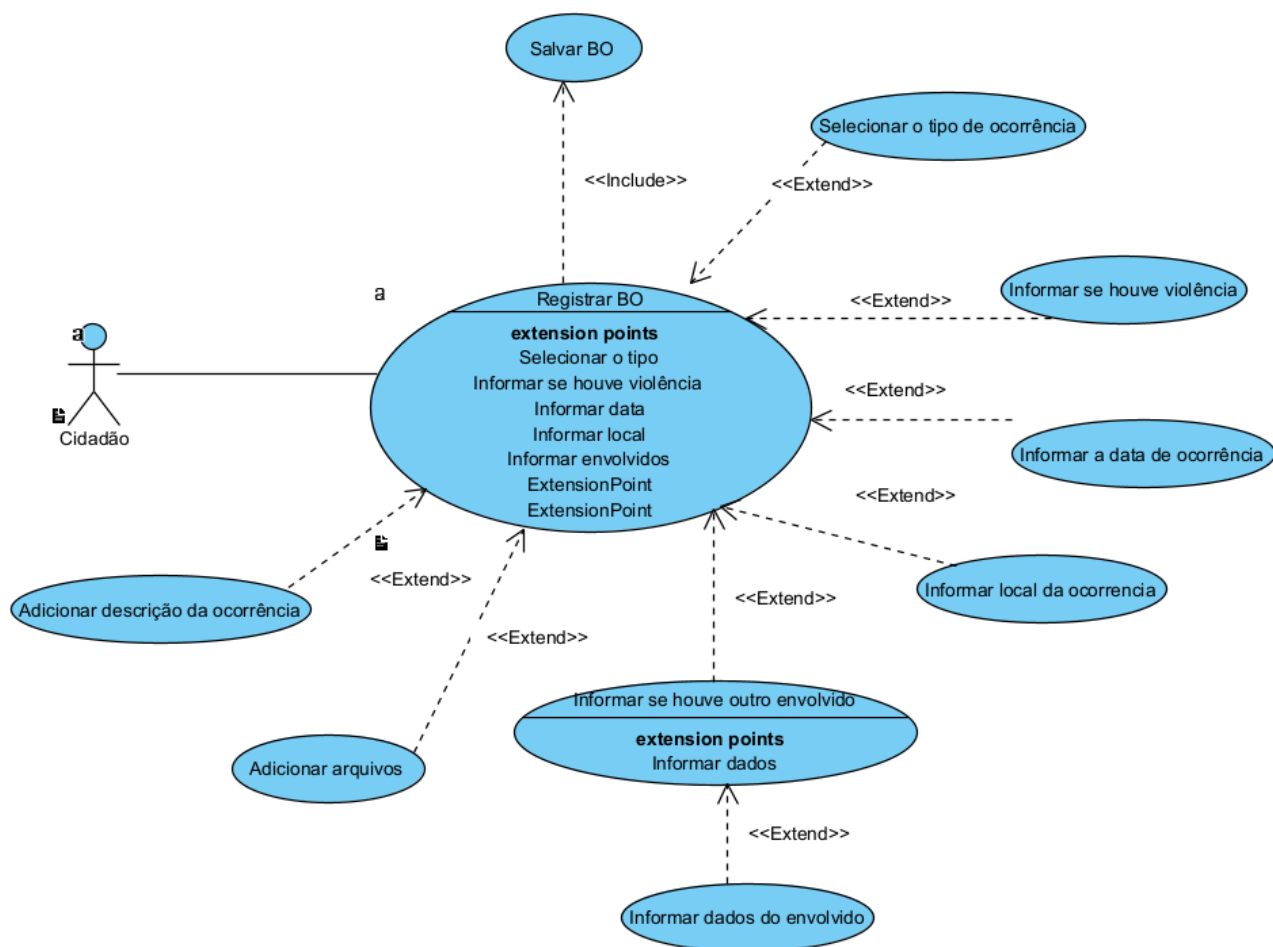 Salvar BO
Selecionar o tipo de ocorrência
<<Include>>
<<Extend>>
a
Registrar BO
<<Extend>>
Informar se houve violência
extension points
Selecionar o tipo
Informar se houve violência
Informar data
Informar local
Informar envolvidos
ExtensionPoint
ExtensionPoint
a
Cidadão
<<Extend>>
Informar a data de ocorrência
<<Extend>>
Informar local da ocorrencia
<<Extend>>
Adicionar descrição da ocorrência
<<Extend>>
<<Extend>>
Informar se houve outro envolvido
extension points
Informar dados
Adicionar arquivos
<<Extend>>
Informar dados do envolvido